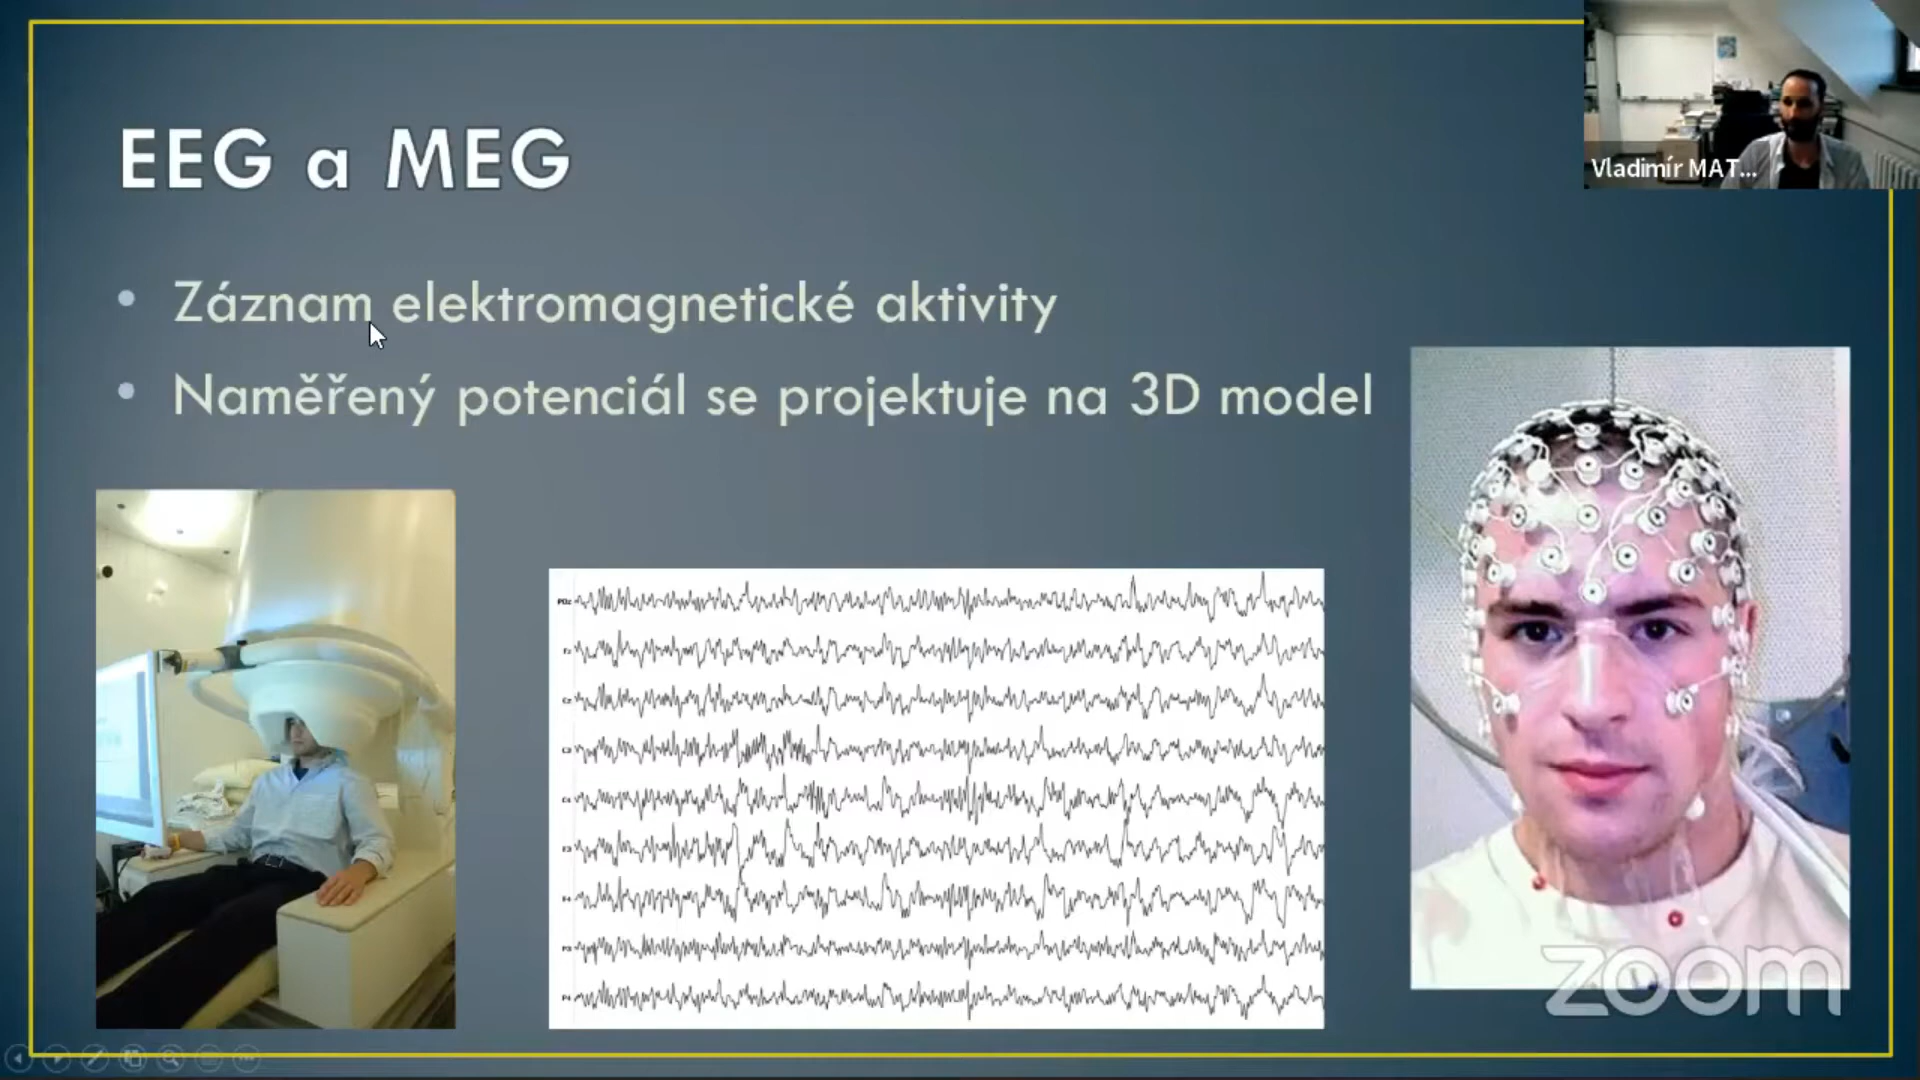 EEG a MEG
Vladimír MAT...
• Záznam elektromagnetické aktivity
• Naměřený potenciál se projektuje na 3D model
zoom